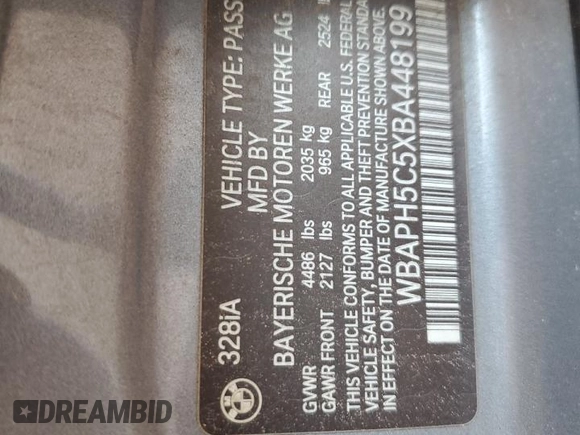 328iA
VEHICLE TYPE: PASS
MFD BY
BAYERISCHE MOTOREN WERKE AG
GVWR 4486 lbs 2035 kg
GAWR FRONT 2127 lbs 965 kg REAR 2524
THIS VEHICLE CONFORMS TO ALL APPLICABLE U.S. FEDERAL
VEHICLE SAFETY, BUMPER AND THEFT PREVENTION STANDA
IN EFFECT ON THE DATE OF MANUFACTURE SHOWN ABOVE.
WBAPH5C5XBA448199
DREAMBID